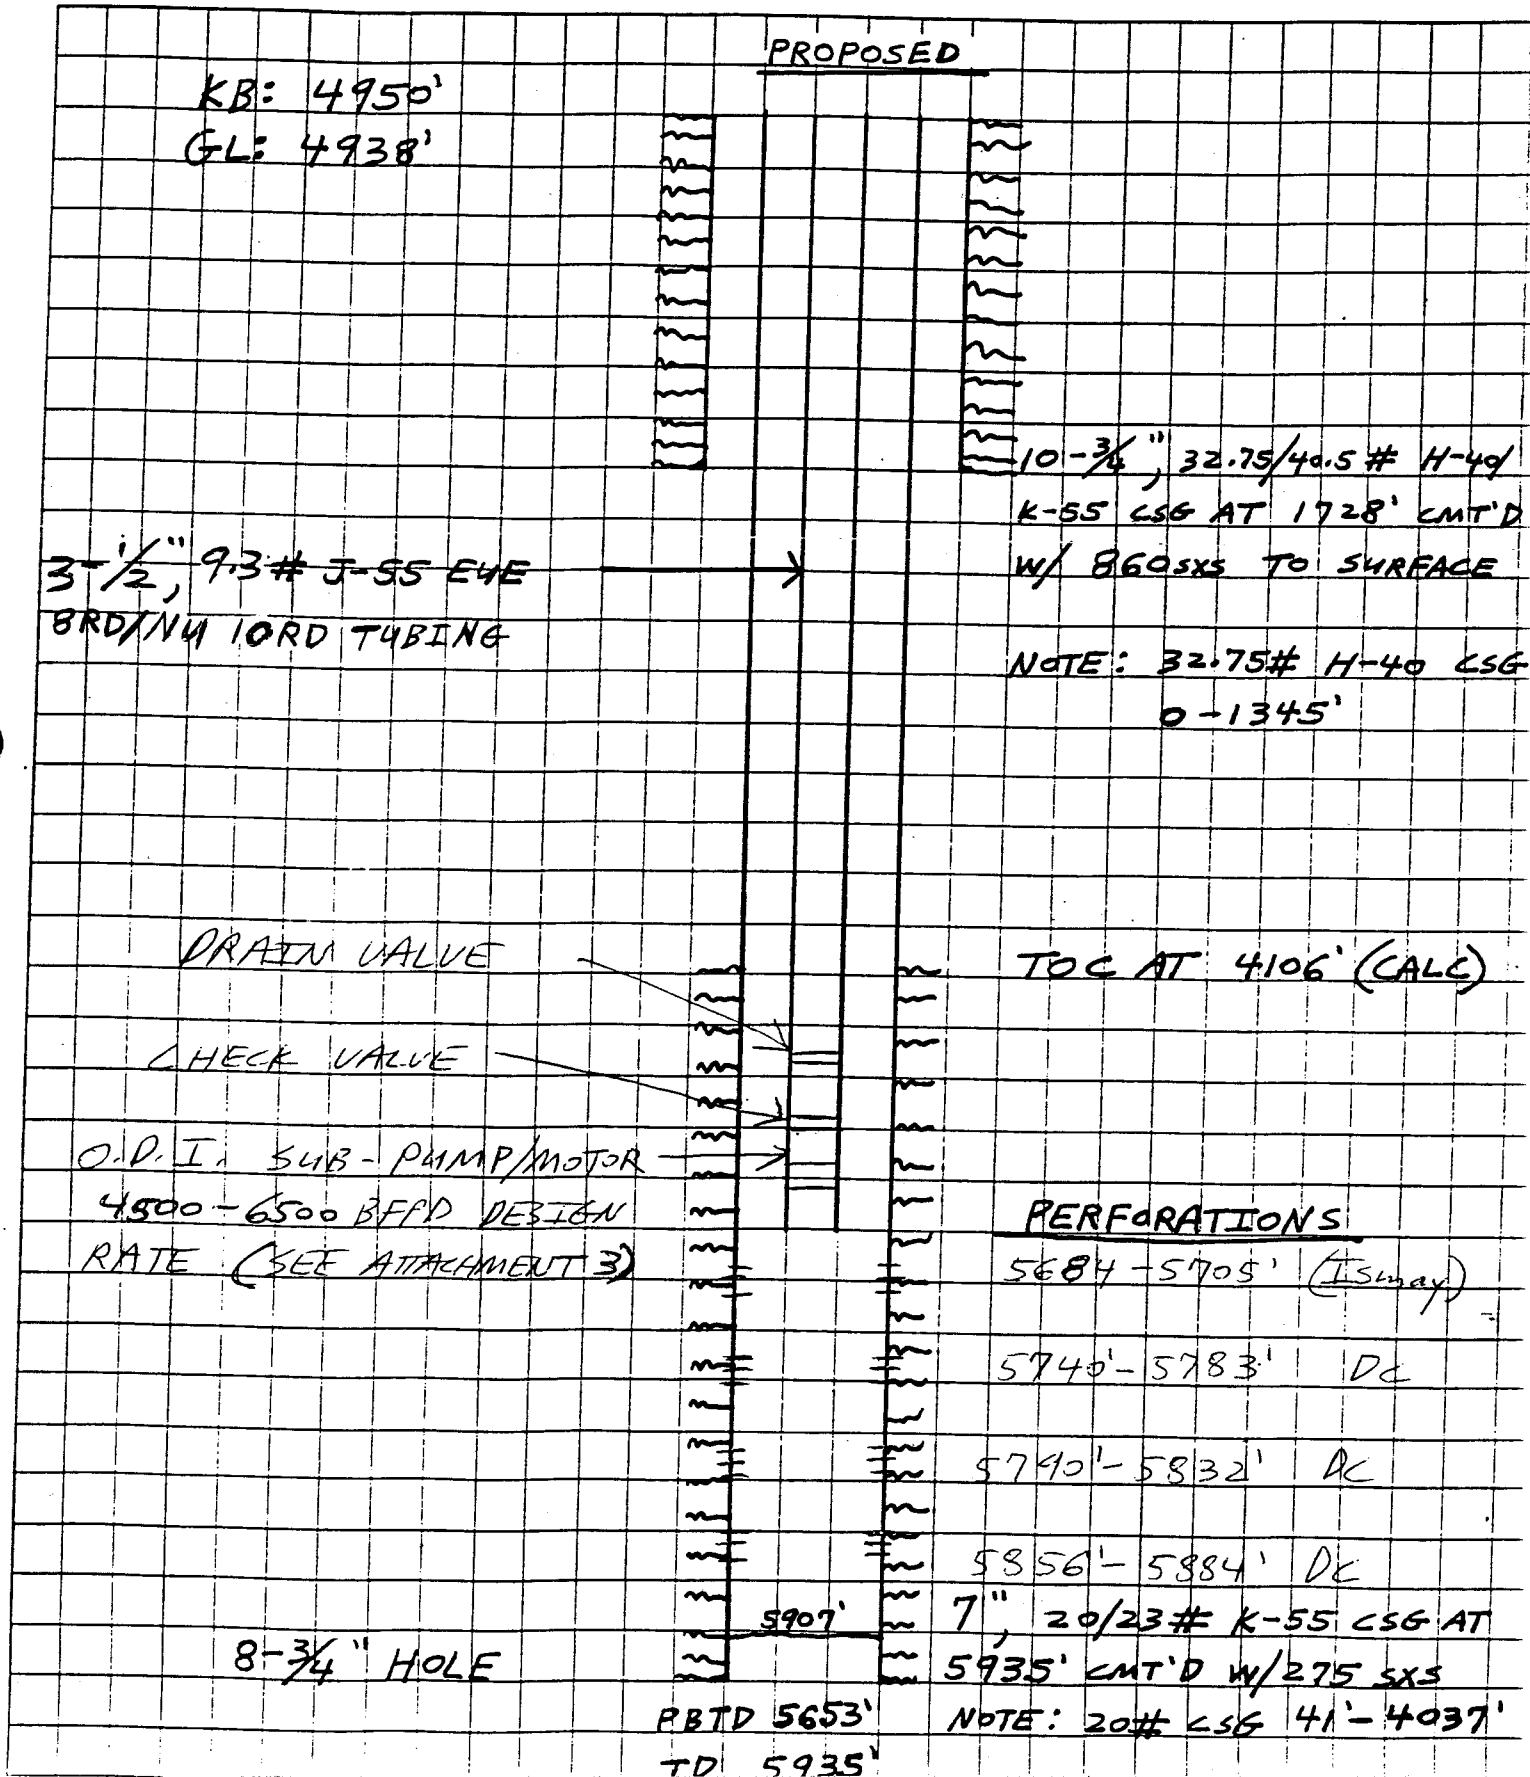 PROPOSED
KB: 4950'
GL: 4938'
10-3/4", 32.75/40.5# H-40/
K-55 CSG AT 1728' CMT'D
W/ 860 SXS TO SURFACE
3-1/2", 9.3# J-55 EUE
8RD/NU 10RD TUBING
NOTE: 32.75# H-40 CSG
0-1345'
DRAIN VALVE
TOC AT 4106' (CALC)
CHECK VALVE
O.D.I. SUB-PUMP/MOTOR
4500-6500 BFPD DESIGN
RATE (SEE ATTACHMENT 3)
PERFORATIONS
5684-5705' (Ismay)
5740'-5783' DC
5790'-5832' DC
5856'-5884' DC
5907'
7", 20/23# K-55 CSG AT
5935' CMT'D W/275 SXS
8-3/4" HOLE
PBTD 5653'
NOTE: 20# CSG 41'-4037'
TD 5935'